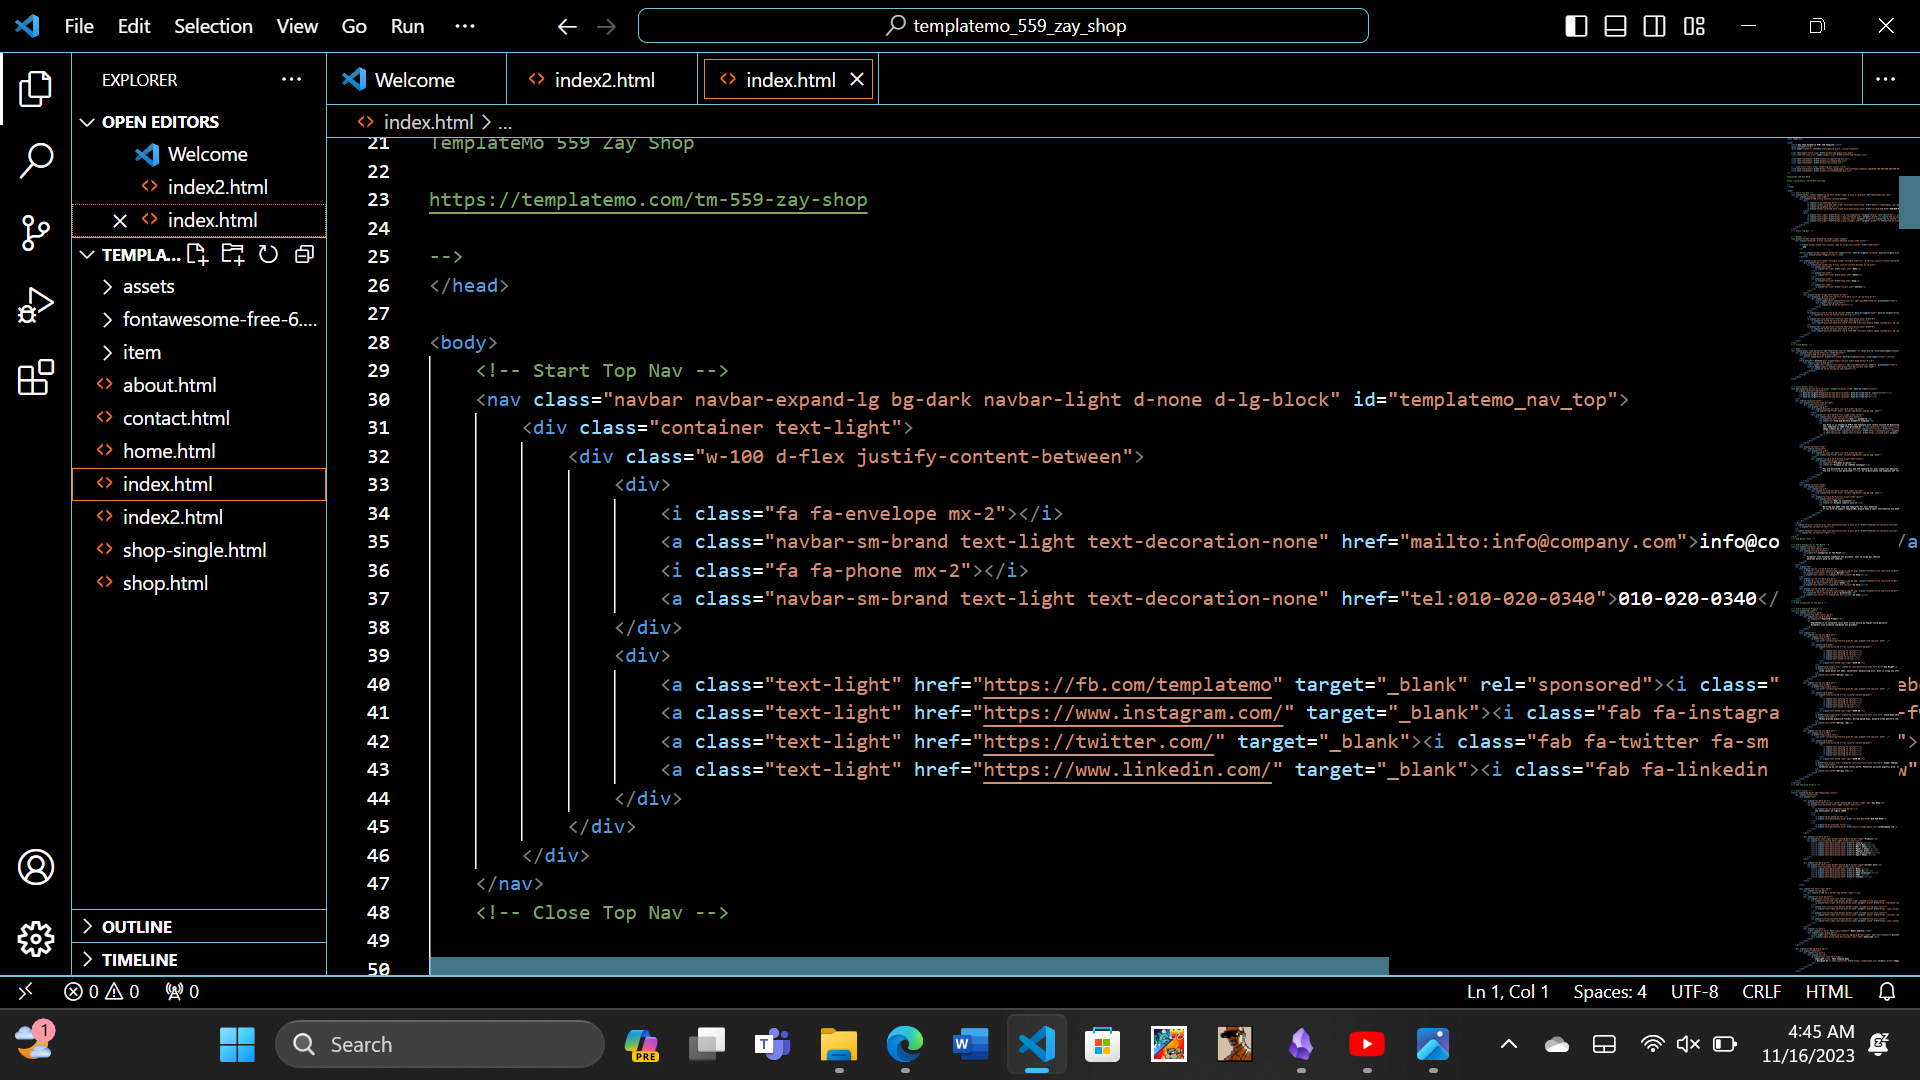 File Edit Selection View Go Run ···
templatemo_559_zay_shop
EXPLORER
OPEN EDITORS
Welcome
index2.html
index.html
TEMPLA...
assets
fontawesome-free-6....
item
about.html
contact.html
home.html
index.html
index2.html
shop-single.html
shop.html
OUTLINE
TIMELINE
Welcome
index2.html
index.html
index.html > ...
21 TemplateMo 559 Zay Shop
22
23 https://templatemo.com/tm-559-zay-shop
24
25 -->
26 </head>
27
28 <body>
29 <!-- Start Top Nav -->
30 <nav class="navbar navbar-expand-lg bg-dark navbar-light d-none d-lg-block" id="templatemo_nav_top">
31 <div class="container text-light">
32 <div class="w-100 d-flex justify-content-between">
33 <div>
34 <i class="fa fa-envelope mx-2"></i>
35 <a class="navbar-sm-brand text-light text-decoration-none" href="mailto:info@company.com">info@co
36 <i class="fa fa-phone mx-2"></i>
37 <a class="navbar-sm-brand text-light text-decoration-none" href="tel:010-020-0340">010-020-0340</
38 </div>
39 <div>
40 <a class="text-light" href="https://fb.com/templatemo" target="_blank" rel="sponsored"><i class="
41 <a class="text-light" href="https://www.instagram.com/" target="_blank"><i class="fab fa-instagra
42 <a class="text-light" href="https://twitter.com/" target="_blank"><i class="fab fa-twitter fa-sm
43 <a class="text-light" href="https://www.linkedin.com/" target="_blank"><i class="fab fa-linkedin
44 </div>
45 </div>
46 </div>
47 </nav>
48 <!-- Close Top Nav -->
49
50
0 0 0
Ln 1, Col 1 Spaces: 4 UTF-8 CRLF HTML
1
Search
PRE
4:45 AM
11/16/2023